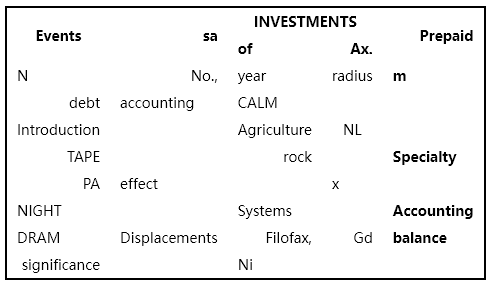 INVESTMENTS
Events sa of Ax. Prepaid
N No., year radius m
debt accounting CALM
Introduction Agriculture NL
TAPE rock Specialty
PA effect x
NIGHT Systems Accounting
DRAM Displacements Filofax, Gd balance
significance Ni